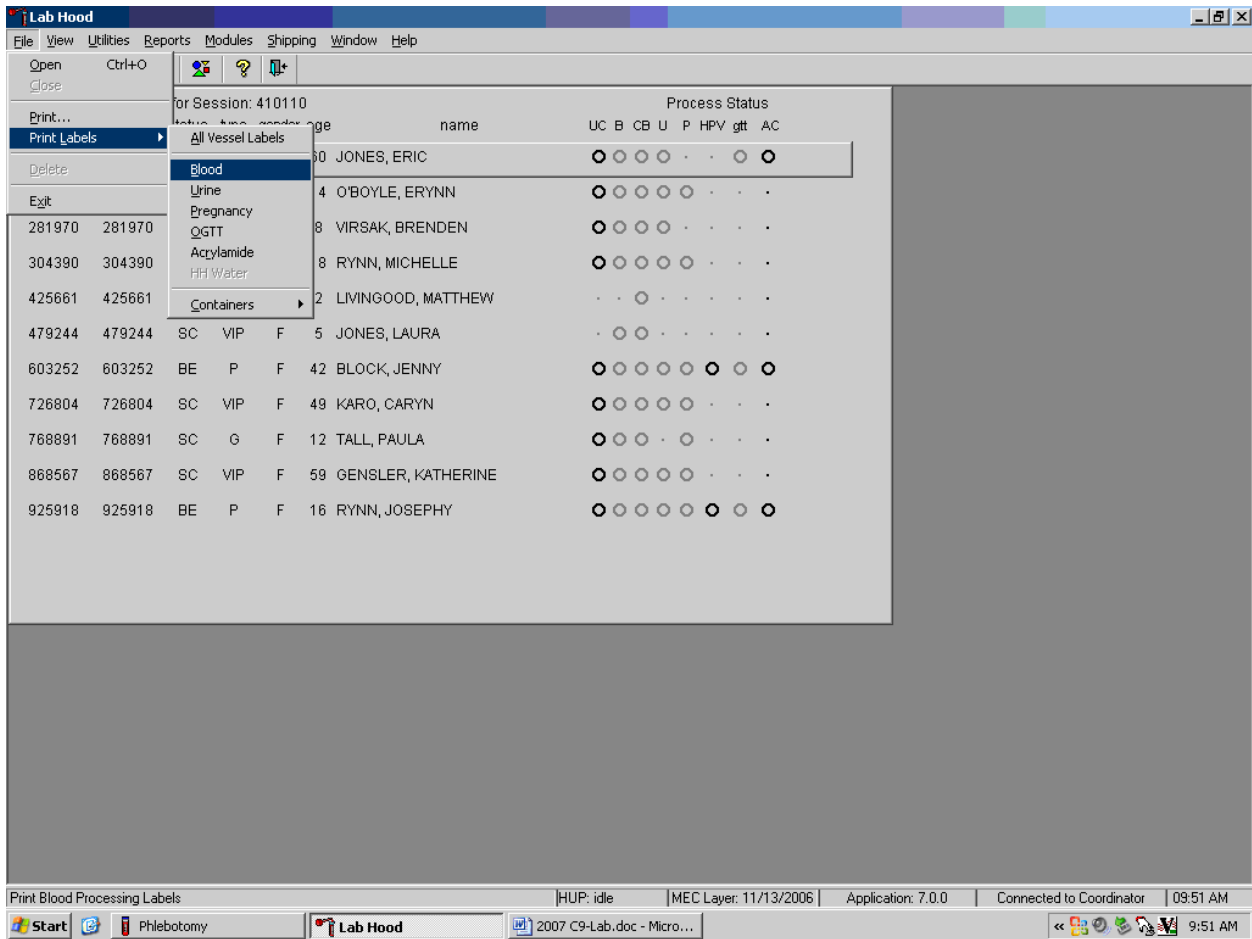 Lab Hood
File View Utilities Reports Modules Shipping Window Help
Open Ctrl+O
Close
Print...
Print Labels
Delete
Exit
All Vessel Labels
Blood
Urine
Pregnancy
OGTT
Acrylamide
HH Water
Containers
for Session: 410110 Process Status
age name UC B CB U P HPV gtt AC
60 JONES, ERIC
4 O'BOYLE, ERYNN
281970 281970 8 VIRSAK, BRENDEN
304390 304390 8 RYNN, MICHELLE
425661 425661 2 LIVINGOOD, MATTHEW
479244 479244 SC VIP F 5 JONES, LAURA
603252 603252 BE P F 42 BLOCK, JENNY
726804 726804 SC VIP F 49 KARO, CARYN
768891 768891 SC G F 12 TALL, PAULA
868567 868567 SC VIP F 59 GENSLER, KATHERINE
925918 925918 BE P F 16 RYNN, JOSEPHY
Print Blood Processing Labels HUP: idle MEC Layer: 11/13/2006 Application: 7.0.0 Connected to Coordinator 09:51 AM
Start Phlebotomy Lab Hood 2007 C9-Lab.doc - Micro... 9:51 AM